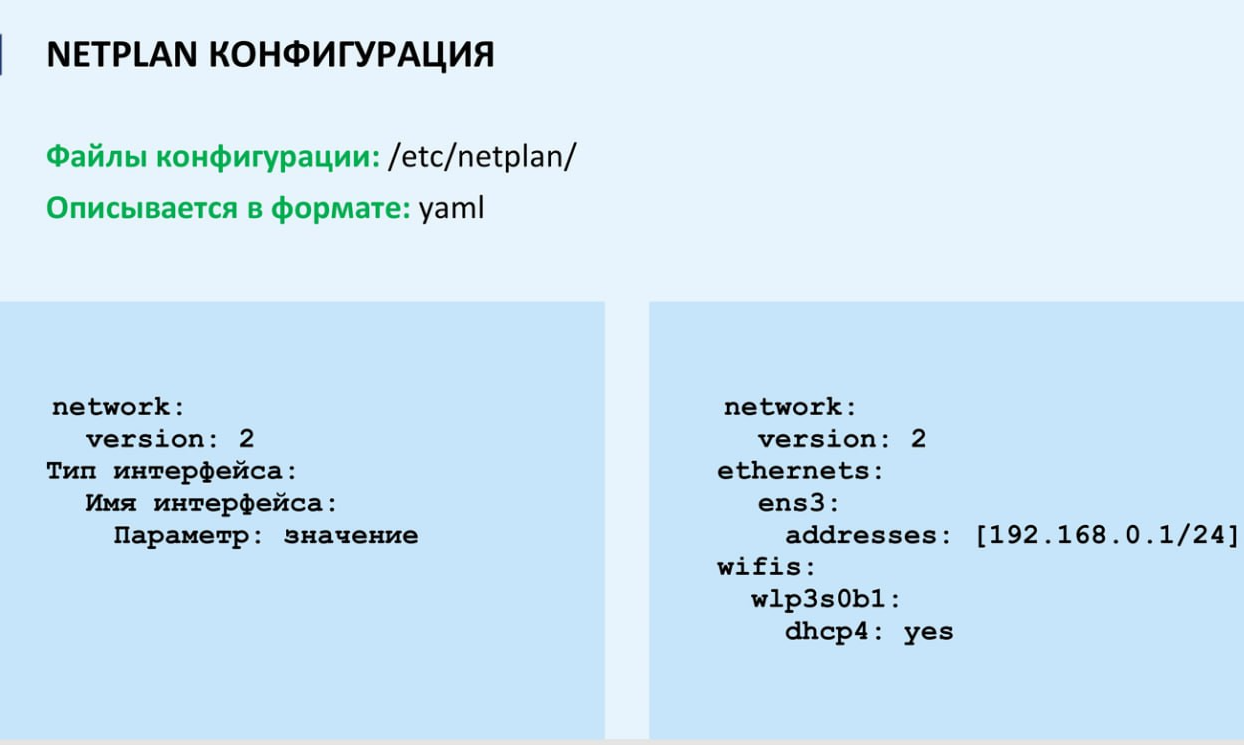 NETPLAN КОНФИГУРАЦИЯ
Файлы конфигурации: /etc/netplan/
Описывается в формате: yaml
network:
version: 2
Тип интерфейса:
Имя интерфейса:
Параметр: значение
network:
version: 2
ethernets:
ens3:
addresses: [192.168.0.1/24]
wifis:
wlp3s0b1:
dhcp4: yes